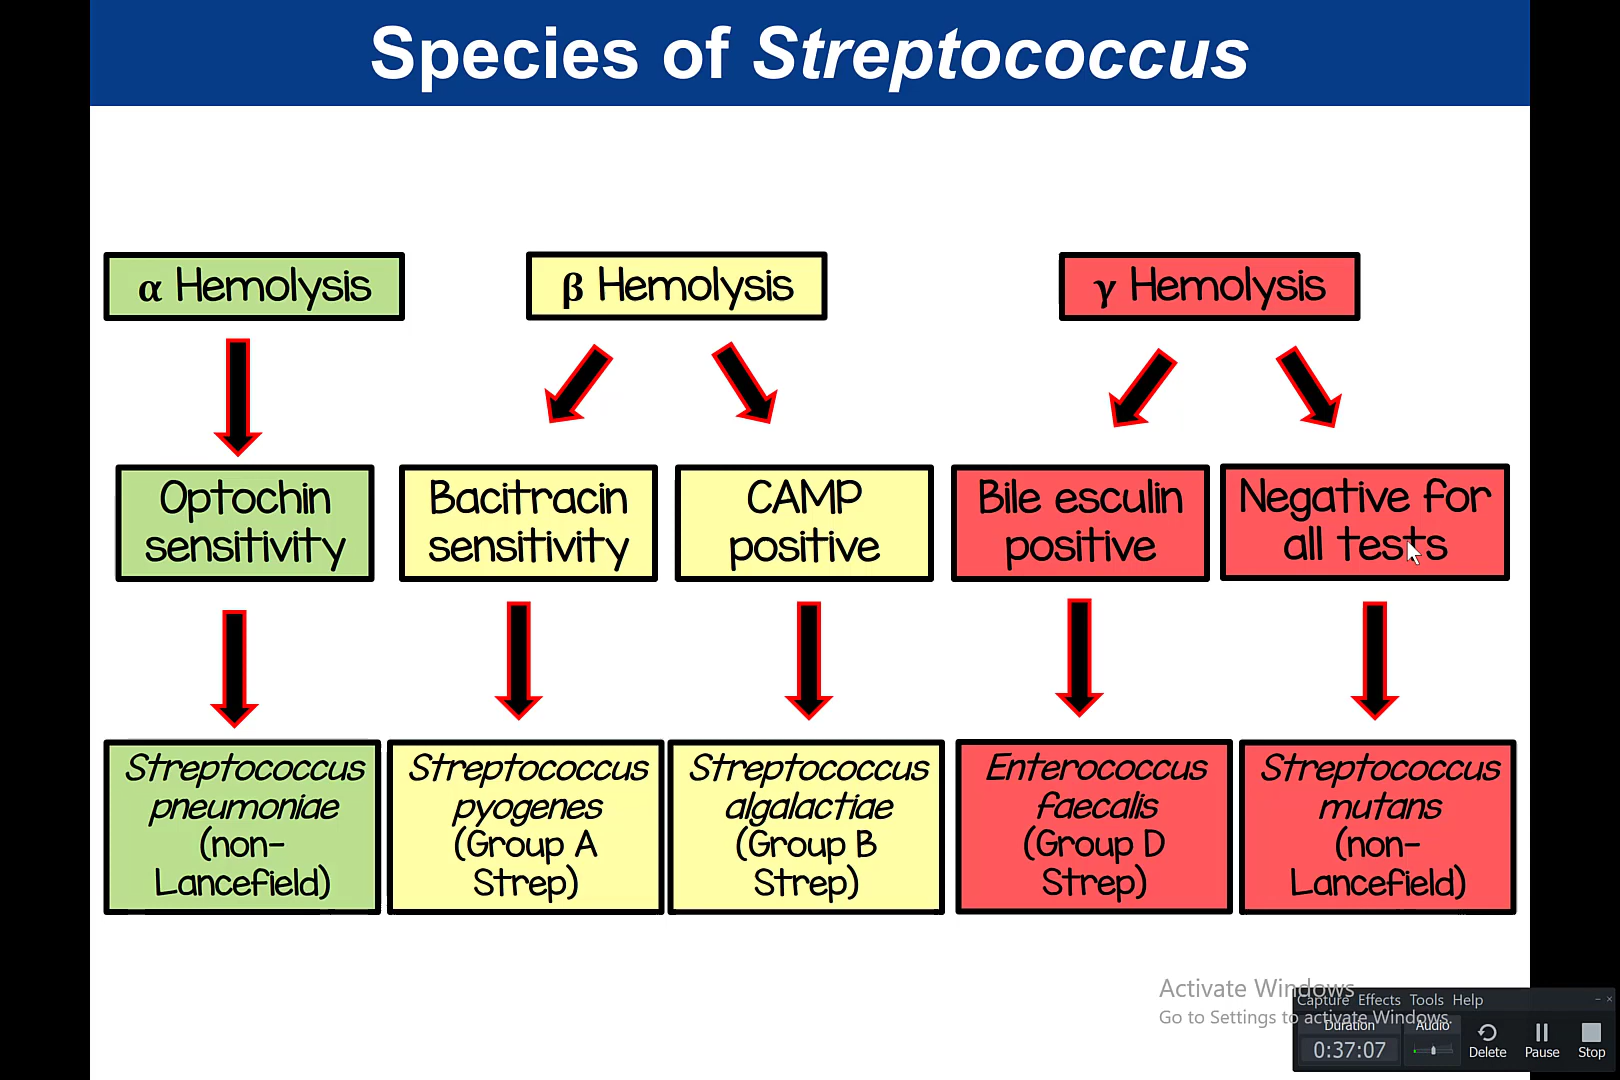 Species of Streptococcus
α Hemolysis
β Hemolysis
γ Hemolysis
Optochin
sensitivity
Bacitracin
sensitivity
CAMP
positive
Bile esculin
positive
Negative for
all tests
Streptococcus
pneumoniae
(non-
Lancefield)
Streptococcus
pyogenes
(Group A
Strep)
Streptococcus
algalactiae
(Group B
Strep)
Enterococcus
faecalis
(Group D
Strep)
Streptococcus
mutans
(non-
Lancefield)
Activate Windows
Go to Settings to activate Windows.
Capture Effects Tools Help
Duration
0:37:07
Audio
Delete
Pause
Stop